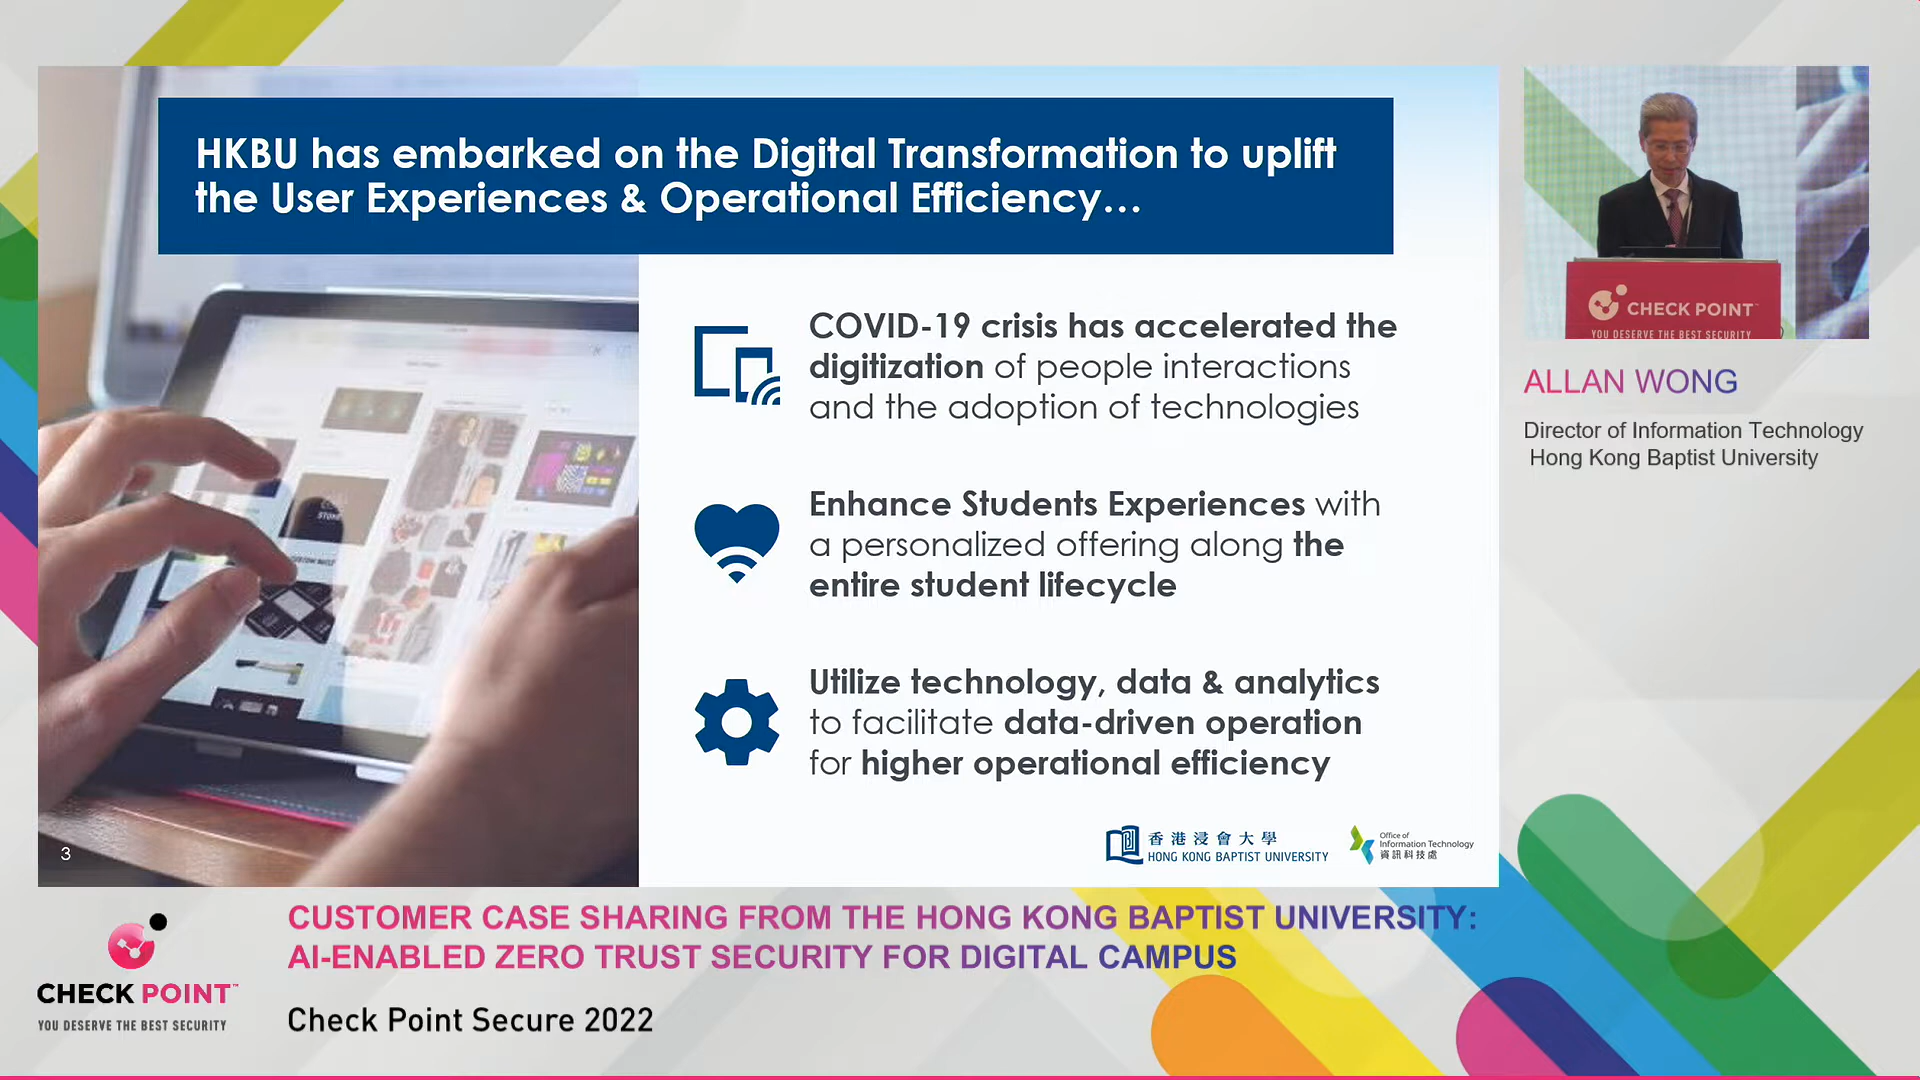 HKBU has embarked on the Digital Transformation to uplift
the User Experiences & Operational Efficiency...
COVID-19 crisis has accelerated the
digitization of people interactions
and the adoption of technologies
Enhance Students Experiences with
a personalized offering along the
entire student lifecycle
Utilize technology, data & analytics
to facilitate data-driven operation
for higher operational efficiency
3
香港浸會大學
HONG KONG BAPTIST UNIVERSITY
Office of
Information Technology
資訊科技處
CHECK POINT
YOU DESERVE THE BEST SECURITY
ALLAN WONG
Director of Information Technology
Hong Kong Baptist University
CHECK POINT™
YOU DESERVE THE BEST SECURITY
CUSTOMER CASE SHARING FROM THE HONG KONG BAPTIST UNIVERSITY:
AI-ENABLED ZERO TRUST SECURITY FOR DIGITAL CAMPUS
Check Point Secure 2022